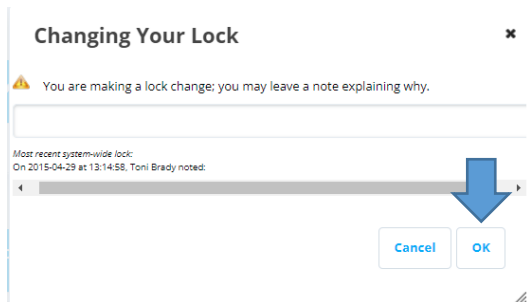 Changing Your Lock
You are making a lock change; you may leave a note explaining why.
Most recent system-wide lock:
On 2015-04-29 at 13:14:58, Toni Brady noted:
Cancel OK